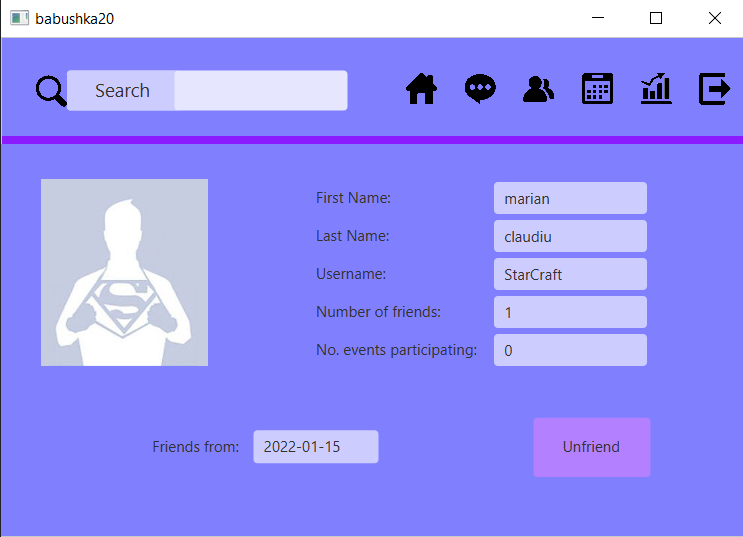 babushka20
Search
First Name: marian
Last Name: claudiu
Username: StarCraft
Number of friends: 1
No. events participating: 0
Friends from: 2022-01-15 Unfriend